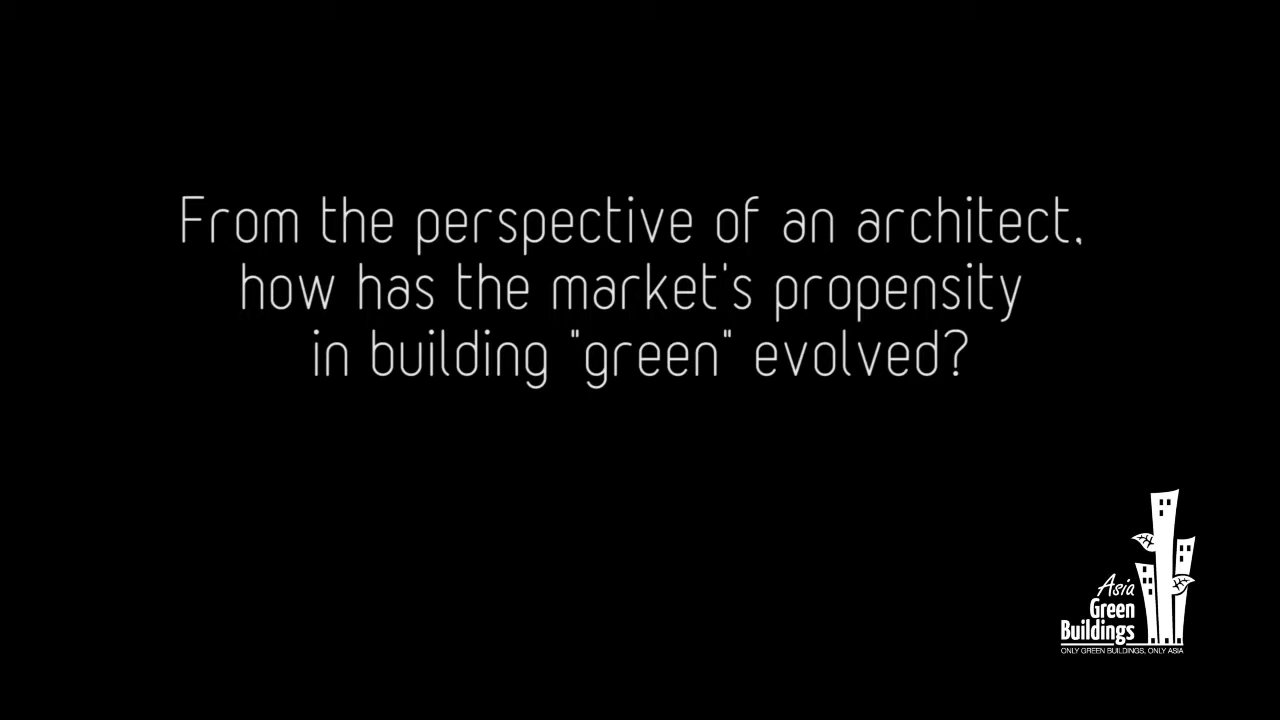 From the perspective of an architect,
how has the market's propensity
in building "green" evolved?
Asia
Green
Buildings
ONLY GREEN BUILDINGS, ONLY ASIA